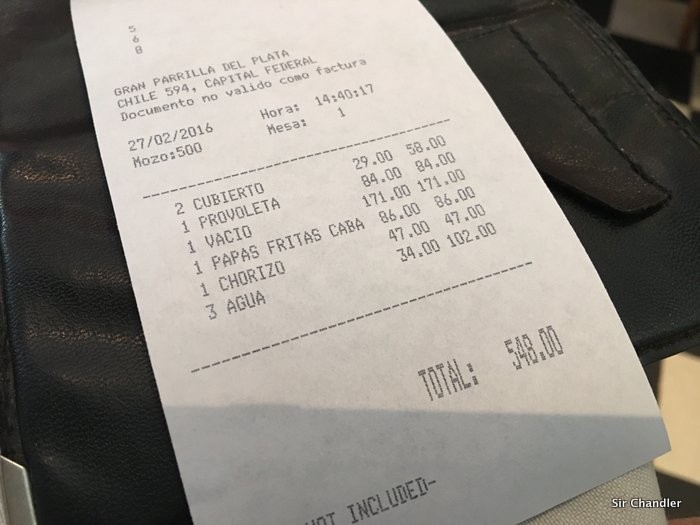 5
6
8
GRAN PARRILLA DEL PLATA
CHILE 594, CAPITAL FEDERAL
Documento no valido como factura
27/02/2016 Hora: 14:40:17
Mozo:500 Mesa: 1
2 CUBIERTO 29.00 58.00
1 PROVOLETA 84.00 84.00
1 VACIO 171.00 171.00
1 PAPAS FRITAS CABA 86.00 86.00
1 CHORIZO 47.00 47.00
3 AGUA 34.00 102.00
TOTAL: 548.00
NOT INCLUDED-
Sir Chandler